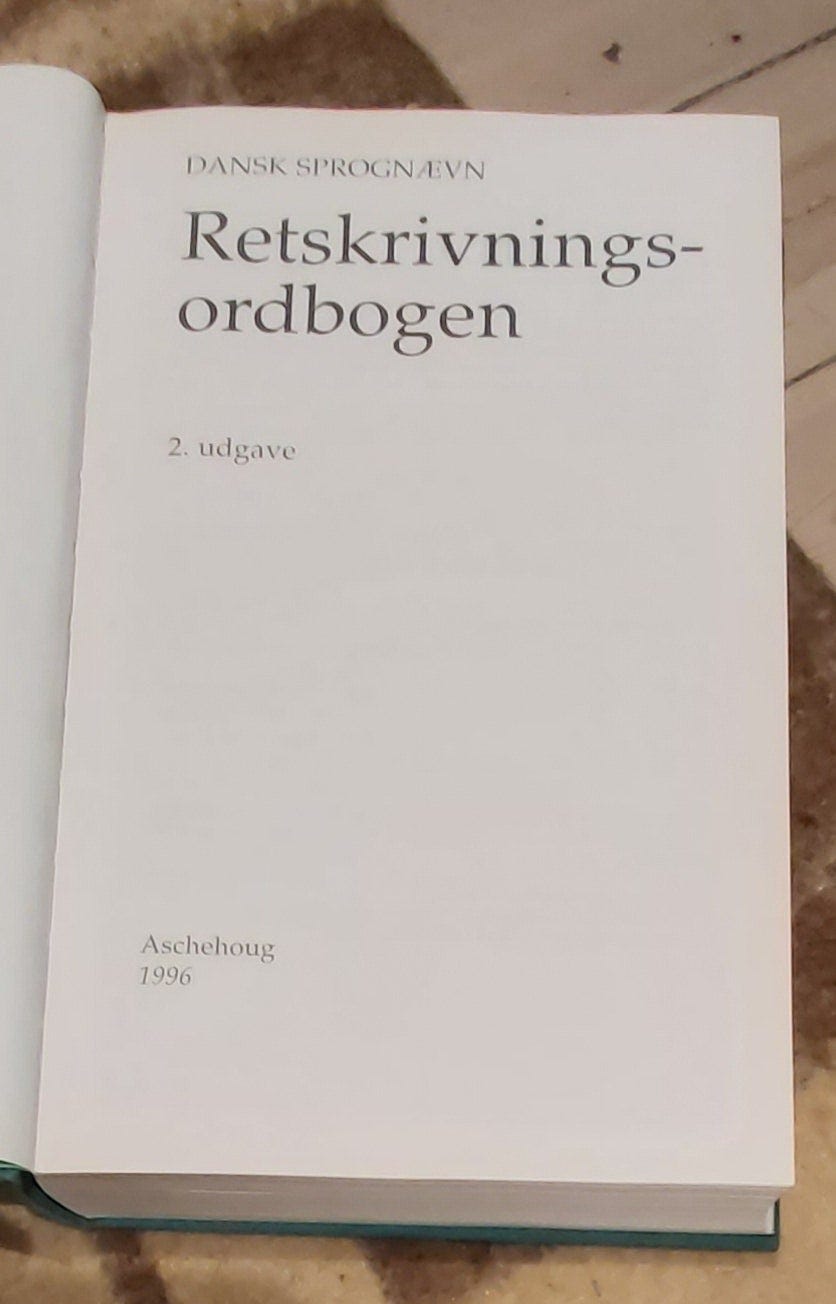 DANSK SPROGNÆVN
Retskrivnings-
ordbogen
2. udgave
Aschehoug
1996